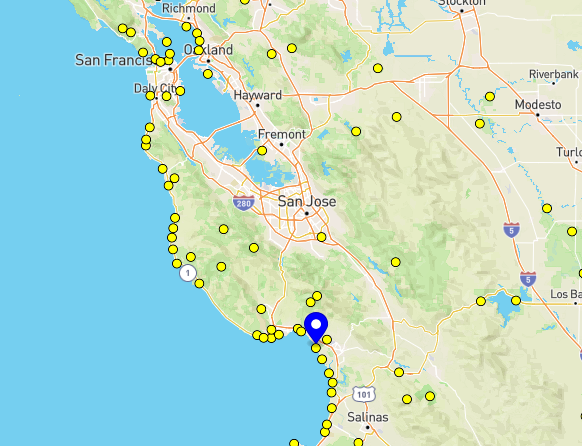 Stockton
Richmond
Oakland
San Francisc
Riverbank
Daly City
Hayward
Modesto
Fremont
Turlo
280
San Jose
5
1
5
Los Ba
101
Salinas